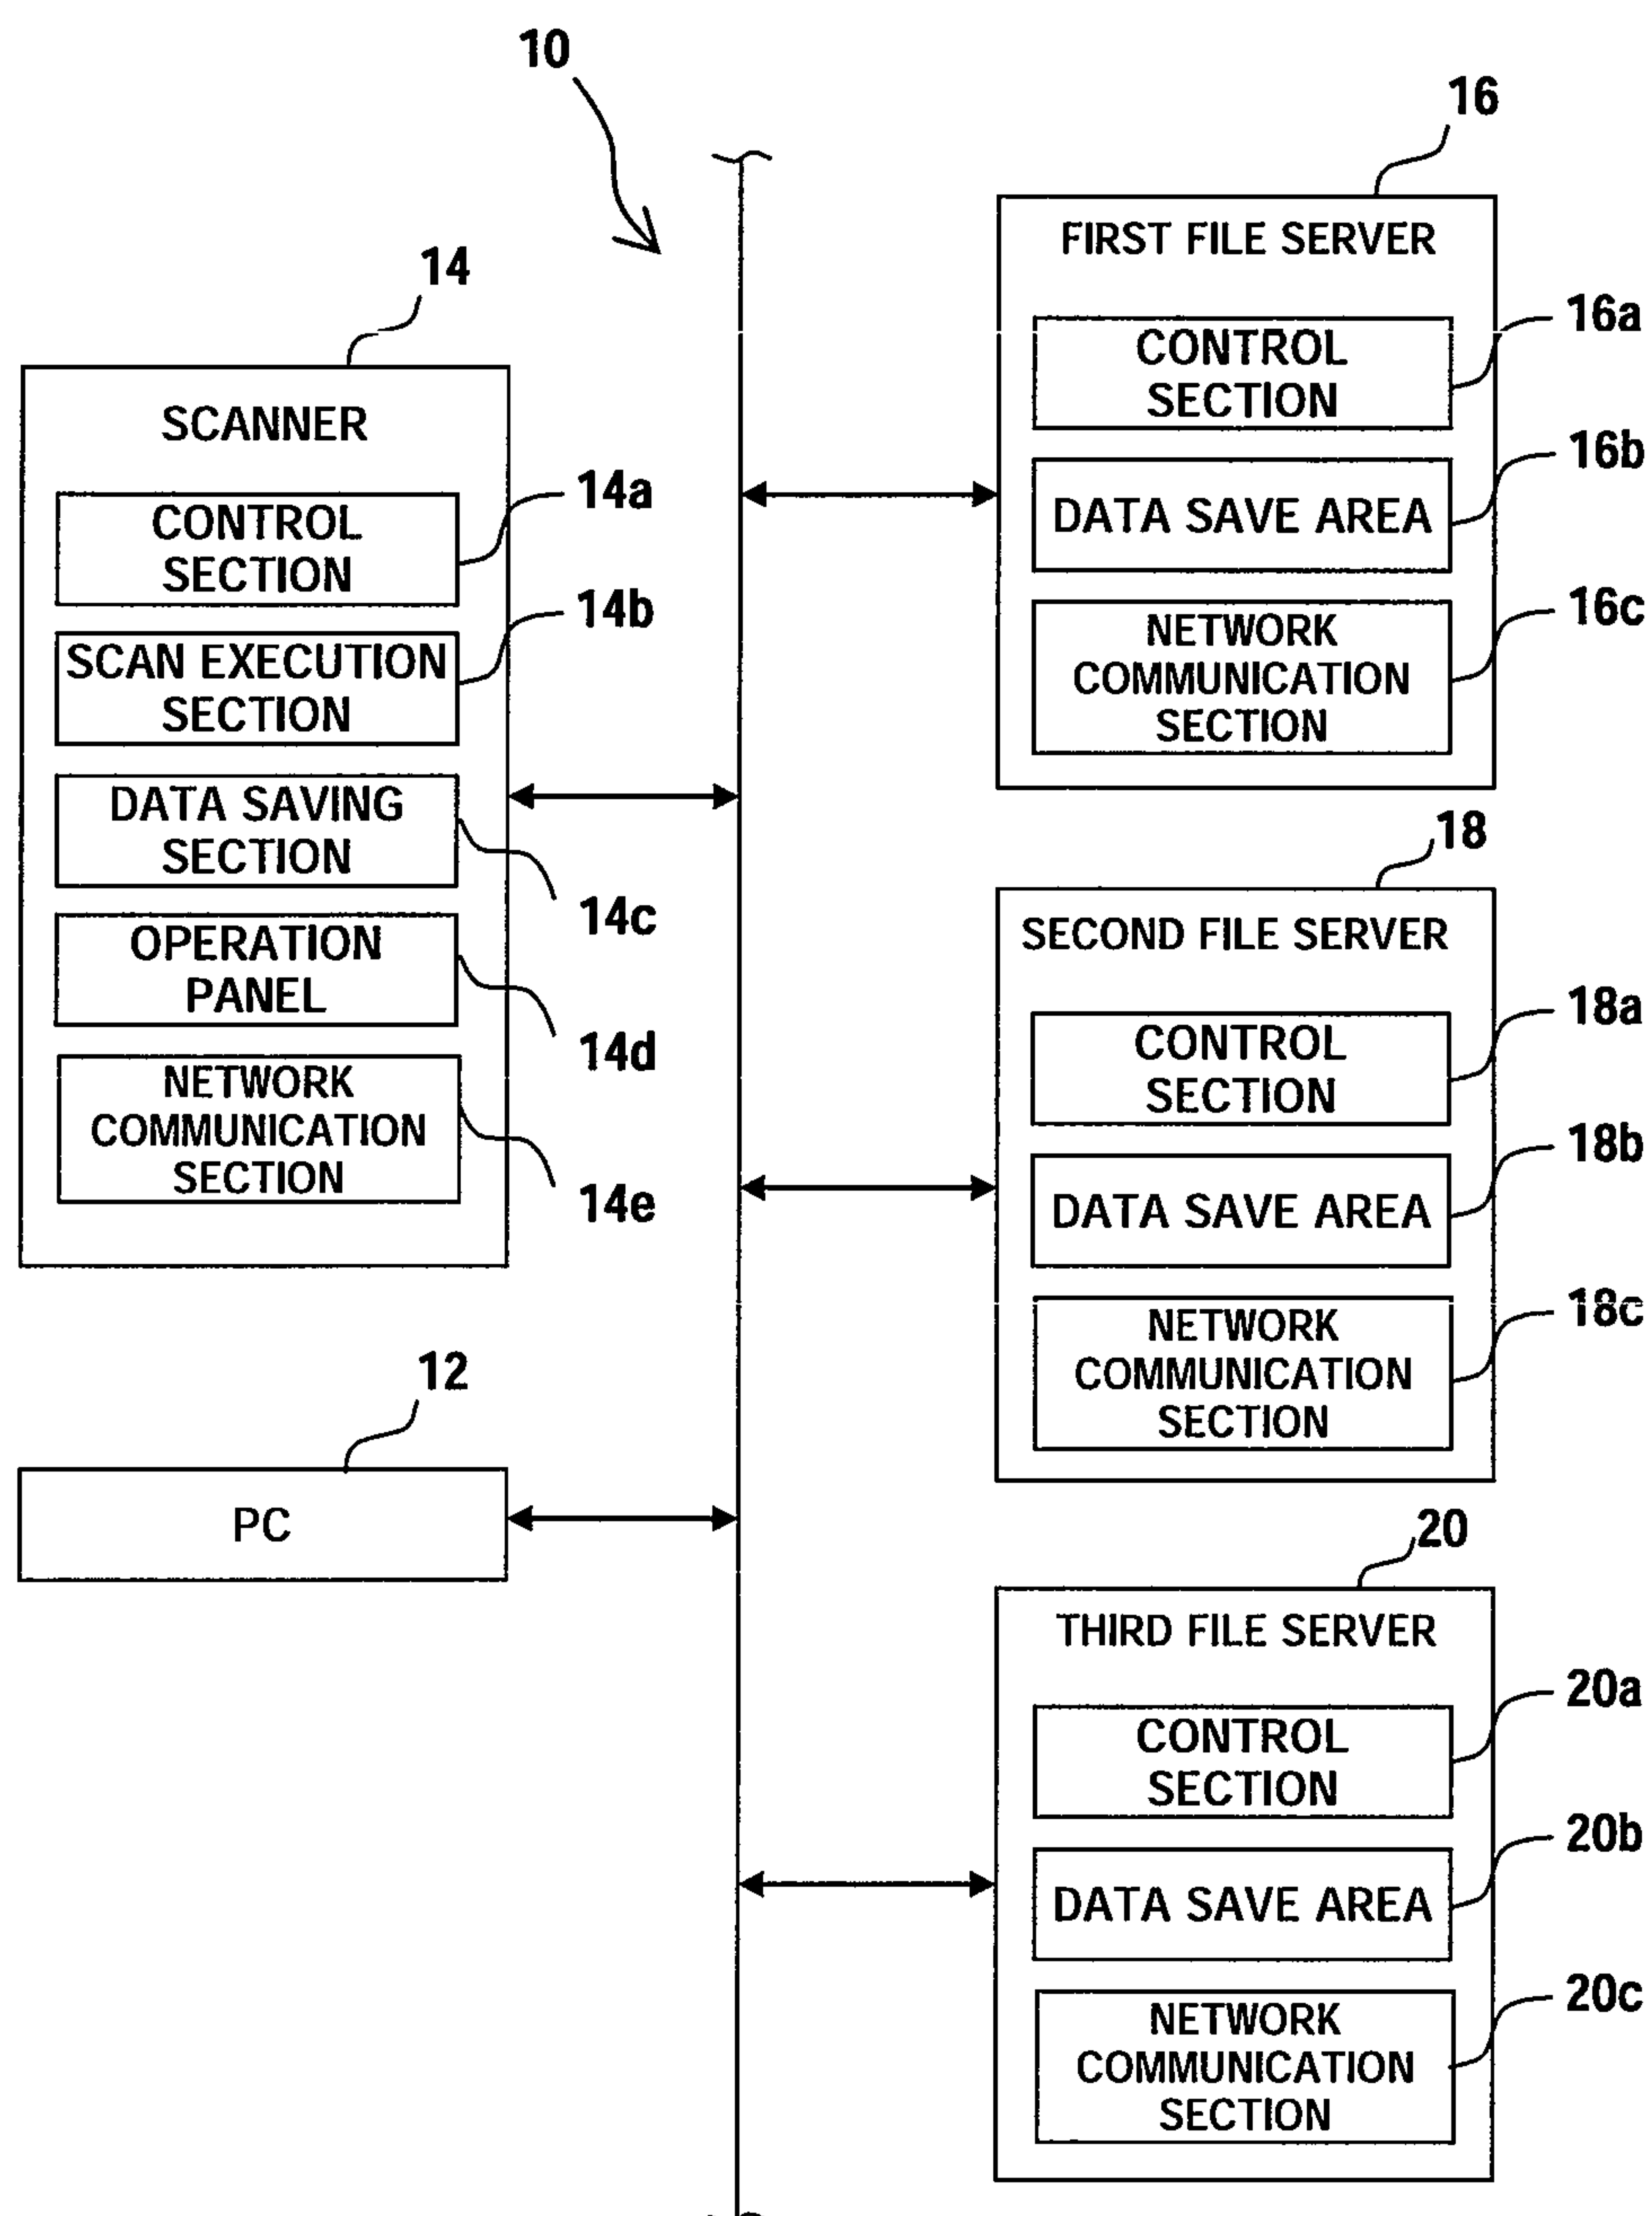 10
14
SCANNER
CONTROL
SECTION
14a
SCAN EXECUTION
SECTION
14b
DATA SAVING
SECTION
14c
OPERATION
PANEL
14d
NETWORK
COMMUNICATION
SECTION
14e
12
PC
16
FIRST FILE SERVER
CONTROL
SECTION
16a
DATA SAVE AREA
16b
NETWORK
COMMUNICATION
SECTION
16c
18
SECOND FILE SERVER
CONTROL
SECTION
18a
DATA SAVE AREA
18b
NETWORK
COMMUNICATION
SECTION
18c
20
THIRD FILE SERVER
CONTROL
SECTION
20a
DATA SAVE AREA
20b
NETWORK
COMMUNICATION
SECTION
20c